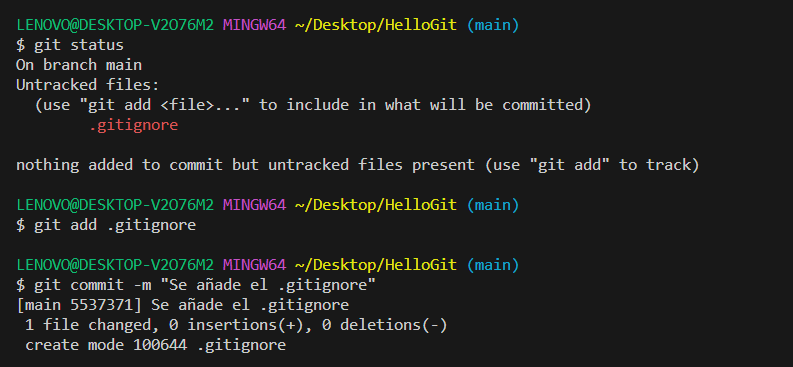 LENOVO@DESKTOP-V2O76M2 MINGW64 ~/Desktop/HelloGit (main)
$ git status
On branch main
Untracked files:
  (use "git add <file>..." to include in what will be committed)
        .gitignore

nothing added to commit but untracked files present (use "git add" to track)

LENOVO@DESKTOP-V2O76M2 MINGW64 ~/Desktop/HelloGit (main)
$ git add .gitignore

LENOVO@DESKTOP-V2O76M2 MINGW64 ~/Desktop/HelloGit (main)
$ git commit -m "Se añade el .gitignore"
[main 5537371] Se añade el .gitignore
 1 file changed, 0 insertions(+), 0 deletions(-)
 create mode 100644 .gitignore